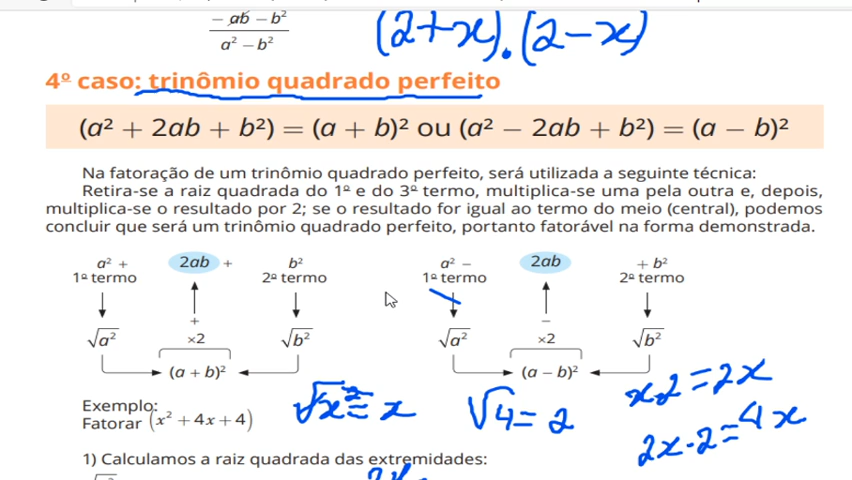 − ab − b²
a² − b²
(2+x).(2−x)
4º caso: trinômio quadrado perfeito
(a² + 2ab + b²) = (a + b)² ou (a² − 2ab + b²) = (a − b)²
Na fatoração de um trinômio quadrado perfeito, será utilizada a seguinte técnica:
Retira-se a raiz quadrada do 1º e do 3º termo, multiplica-se uma pela outra e, depois,
multiplica-se o resultado por 2; se o resultado for igual ao termo do meio (central), podemos
concluir que será um trinômio quadrado perfeito, portanto fatorável na forma demonstrada.
a² + 2ab + b² a² − 2ab + b²
1º termo 2º termo 1º termo 2º termo
+ −
√a² ×2 √b² √a² ×2 √b²
(a + b)² (a − b)²
x.2=2x
Exemplo:
√x²=x √4=2
Fatorar (x² + 4x + 4)
2x·2=4x
1) Calculamos a raiz quadrada das extremidades: